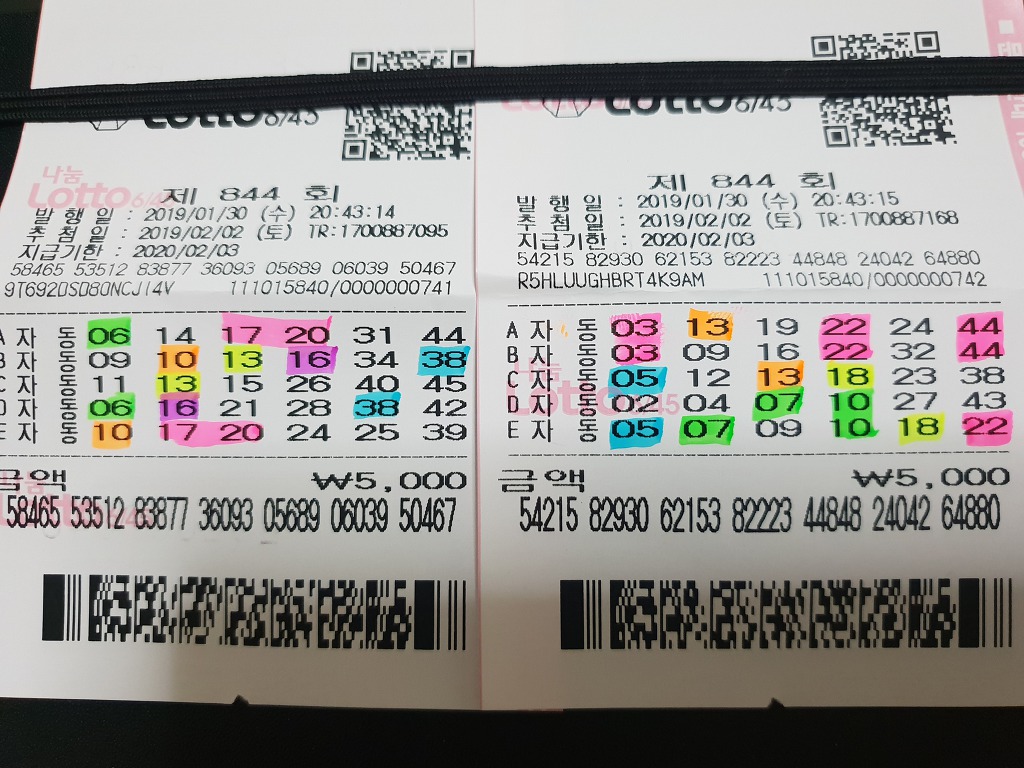 Lotto 6/45
나눔
Lotto 6/45
제 844 회
발 행 일 : 2019/01/30 (수) 20:43:14
추 첨 일 : 2019/02/02 (토) TR:1700887095
지급기한 : 2020/02/03
58465 53512 83877 36093 05689 06039 50467
111015840/0000000741
A 자 동 06 14 17 20 31 44
B 자 동 09 10 13 16 34 38
C 자 동 11 13 15 26 40 45
D 자 동 06 16 21 28 38 42
E 자 동 10 17 20 24 25 39
금액 ₩5,000
58465 53512 83877 36093 05689 06039 50467
Lotto 6/45
제 844 회
발 행 일 : 2019/01/30 (수) 20:43:15
추 첨 일 : 2019/02/02 (토) TR:1700887168
지급기한 : 2020/02/03
54215 82930 62153 82223 44848 24042 64880
R5HLUUGHBRT4K9AM 111015840/0000000742
A 자 동 03 13 19 22 24 44
B 자 동 03 09 16 22 32 44
C 자 동 05 12 13 18 23 38
D 자 동 02 04 07 10 27 43
E 자 동 05 07 09 10 18 22
금액 ₩5,000
54215 82930 62153 82223 44848 24042 64880